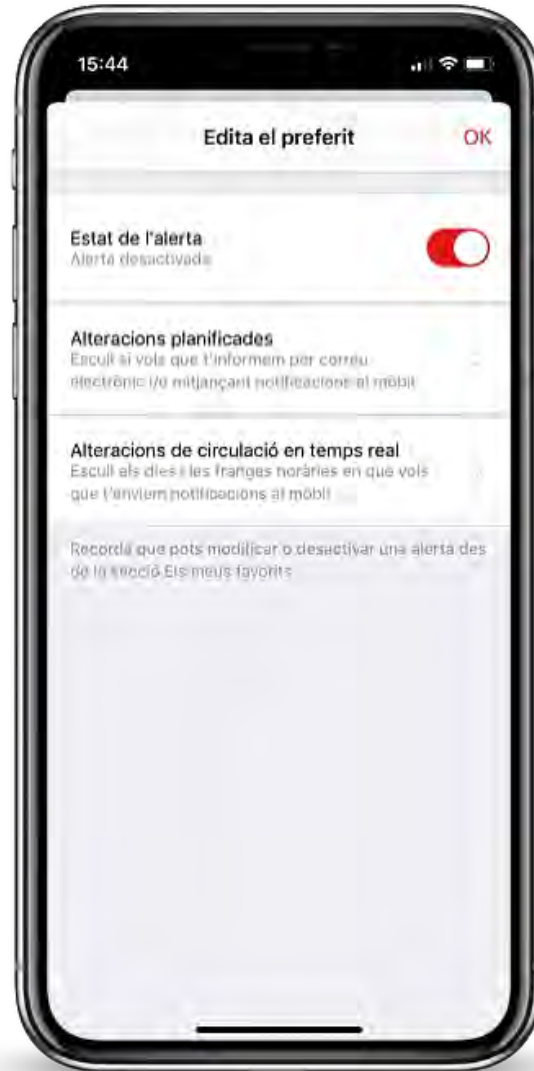 15:44
Edita el preferit
OK
Estat de l'alerta
Alerta desactivada
Alteracions planificades
Escull si vols que t'informem per correu
electrònic i/o mitjançant notificacions al mòbil
Alteracions de circulació en temps real
Escull els dies i les franges horàries en que vols
que t'enviem notificacions al mòbil
Recorda que pots modificar o desactivar una alerta des
de la secció Els meus favorits